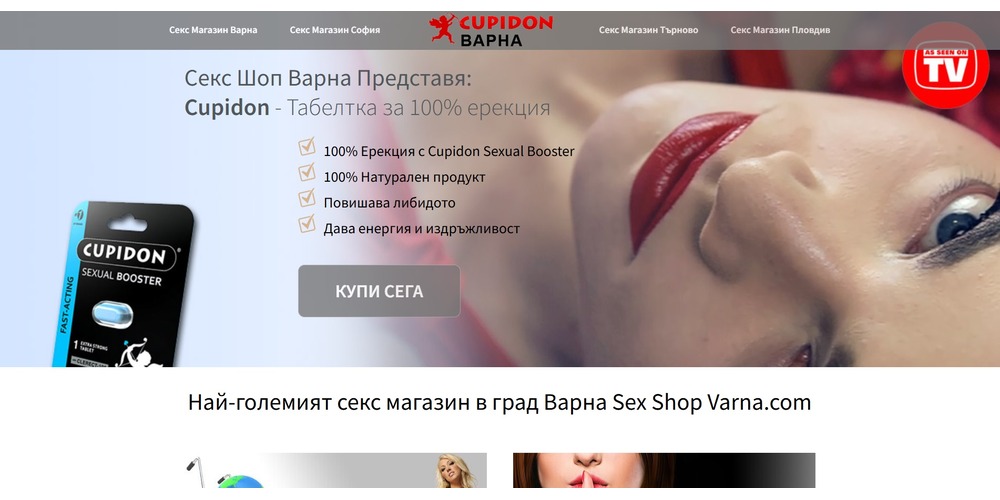 Секс Магазин Варна
Секс Магазин София
CUPIDON
ВАРНА
Секс Магазин Търново
Секс Магазин Пловдив
AS SEEN ON
TV
Секс Шоп Варна Представя:
Cupidon - Таблетка за 100% ерекция
100% Ерекция с Cupidon Sexual Booster
100% Натурален продукт
Повишава либидото
Дава енергия и издръжливост
КУПИ СЕГА
CUPIDON®
SEXUAL BOOSTER
FAST-ACTING
1 EXTRA STRONG
TABLET
Най-големият секс магазин в град Варна Sex Shop Varna.com